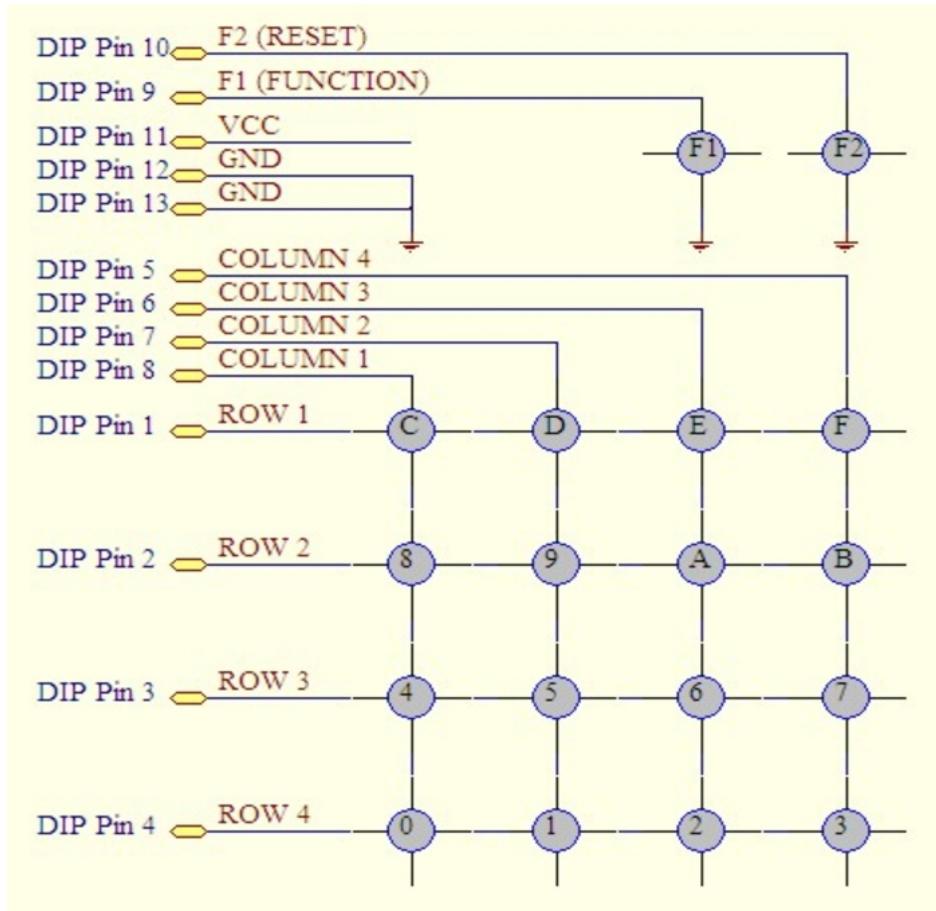 DIP Pin 10 F2 (RESET)
DIP Pin 9 F1 (FUNCTION)
DIP Pin 11 VCC
F1 F2
DIP Pin 12 GND
DIP Pin 13 GND
DIP Pin 5 COLUMN 4
DIP Pin 6 COLUMN 3
DIP Pin 7 COLUMN 2
DIP Pin 8 COLUMN 1
DIP Pin 1 ROW 1 C D E F
DIP Pin 2 ROW 2 8 9 A B
DIP Pin 3 ROW 3 4 5 6 7
DIP Pin 4 ROW 4 0 1 2 3